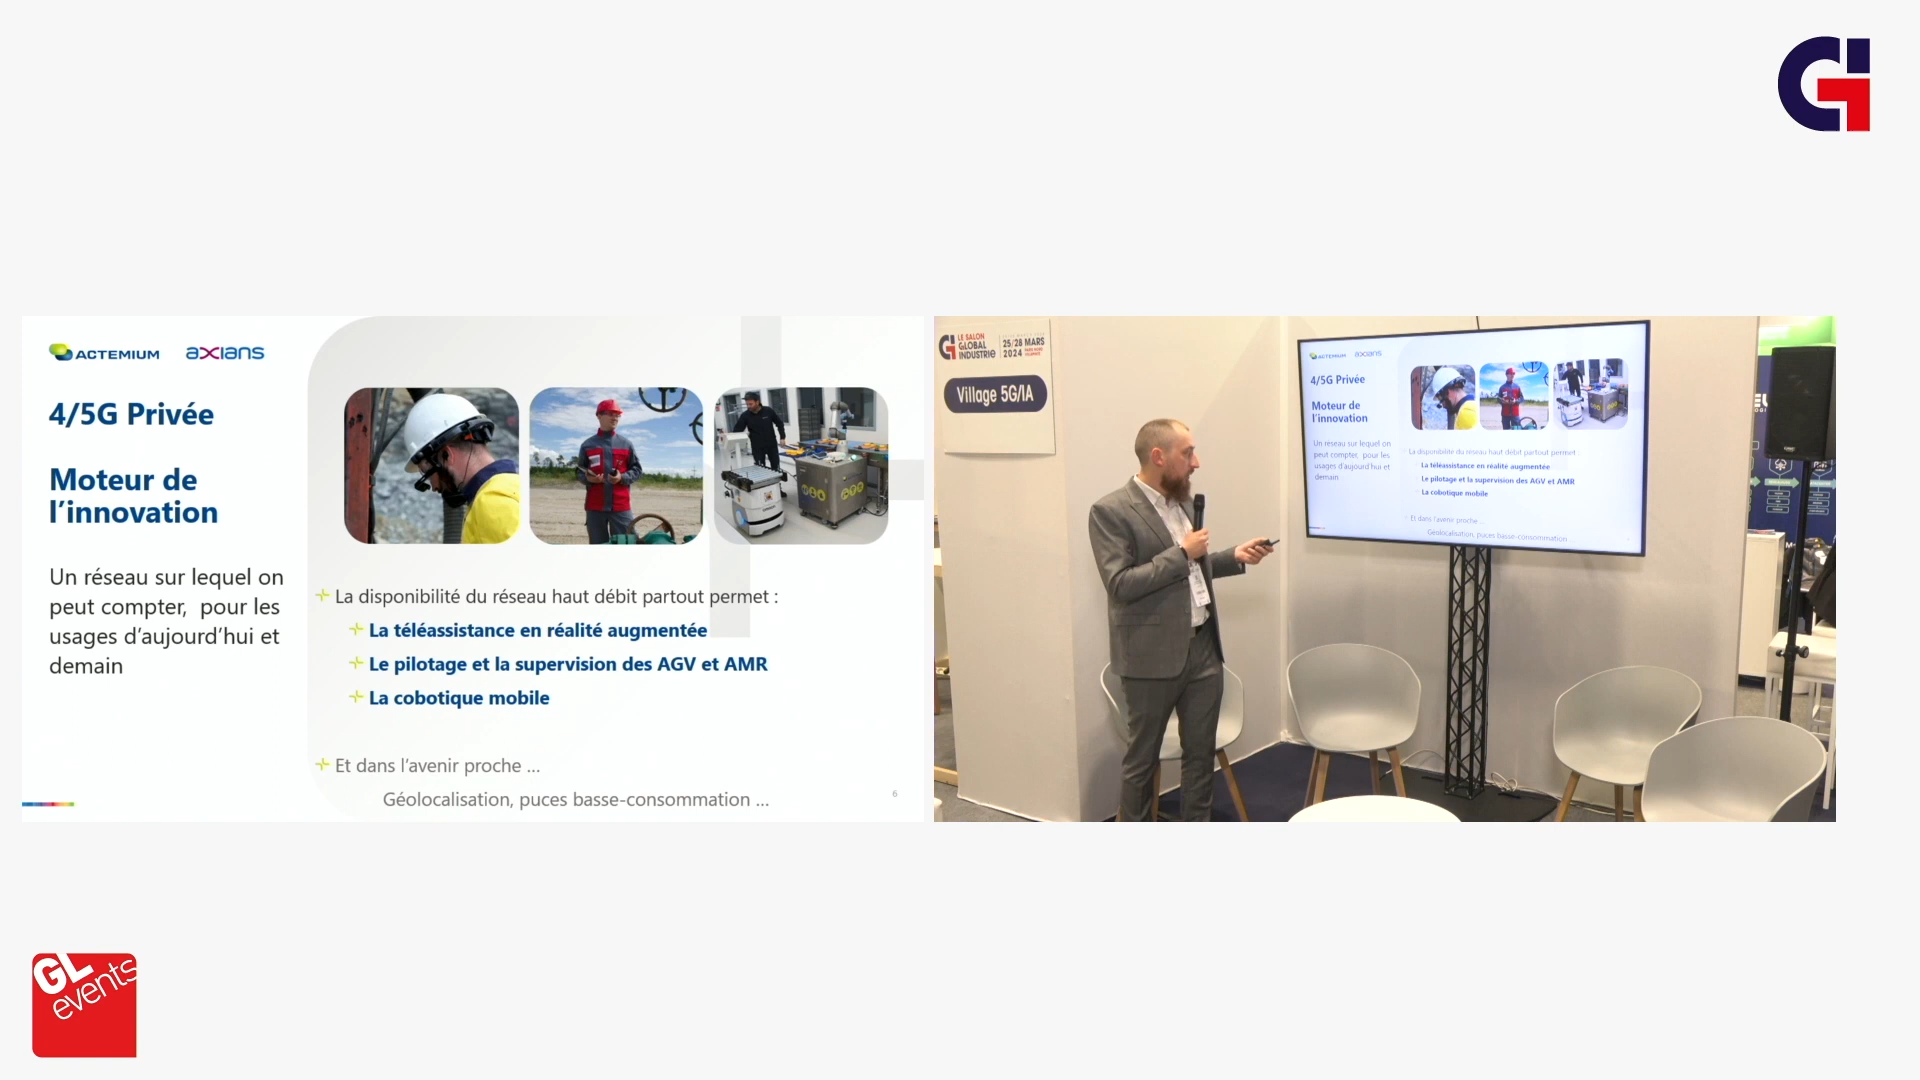 GI
ACTEMIUM axians
4/5G Privée
Moteur de
l'innovation
Un réseau sur lequel on
peut compter,  pour les
usages d'aujourd'hui et
demain
La disponibilité du réseau haut débit partout permet :
La téléassistance en réalité augmentée
Le pilotage et la supervision des AGV et AMR
La cobotique mobile
Et dans l'avenir proche ...
Géolocalisation, puces basse-consommation ...
6
LE SALON
GLOBAL
INDUSTRIE
25/28 MARS
2024
Village 5G/IA
ACTEMIUM axians
4/5G Privée
Moteur de
l'innovation
Un réseau sur lequel on
peut compter, pour les
usages d'aujourd'hui et
demain
La disponibilité du réseau haut débit partout permet :
La téléassistance en réalité augmentée
Le pilotage et la supervision des AGV et AMR
La cobotique mobile
Et dans l'avenir proche ...
Géolocalisation, puces basse-consommation ...
GL
events